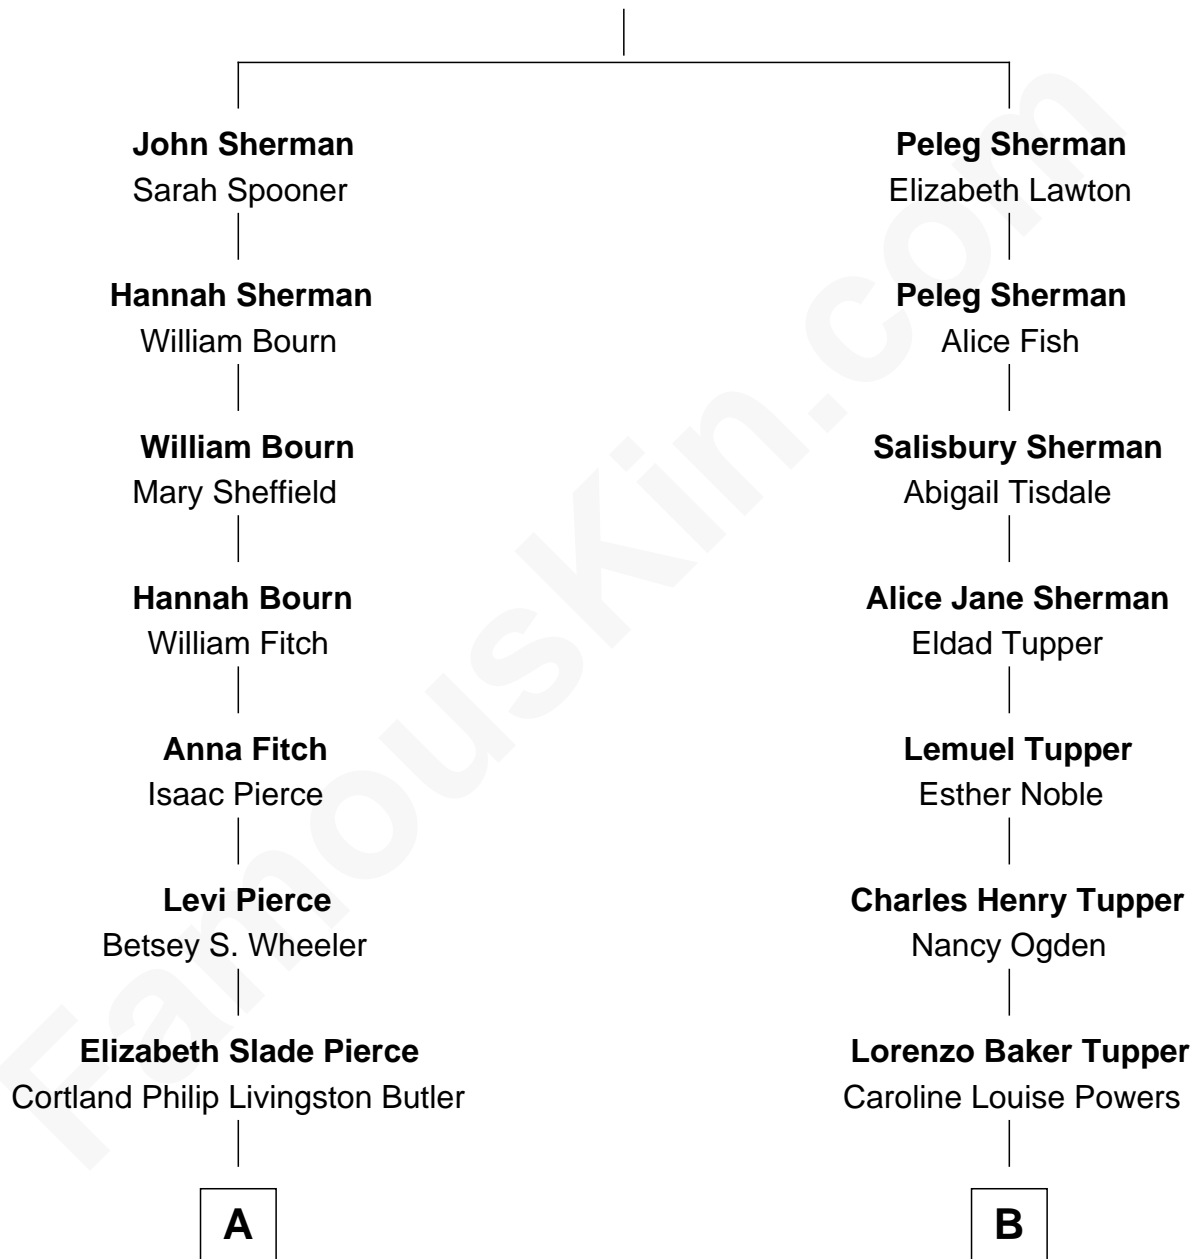 John Sherman
Sarah Spooner
Hannah Sherman
William Bourn
William Bourn
Mary Sheffield
Hannah Bourn
William Fitch
Anna Fitch
Isaac Pierce
Levi Pierce
Betsey S. Wheeler
Elizabeth Slade Pierce
Cortland Philip Livingston Butler
A
Peleg Sherman
Elizabeth Lawton
Peleg Sherman
Alice Fish
Salisbury Sherman
Abigail Tisdale
Alice Jane Sherman
Eldad Tupper
Lemuel Tupper
Esther Noble
Charles Henry Tupper
Nancy Ogden
Lorenzo Baker Tupper
Caroline Louise Powers
B
FamousKin.com